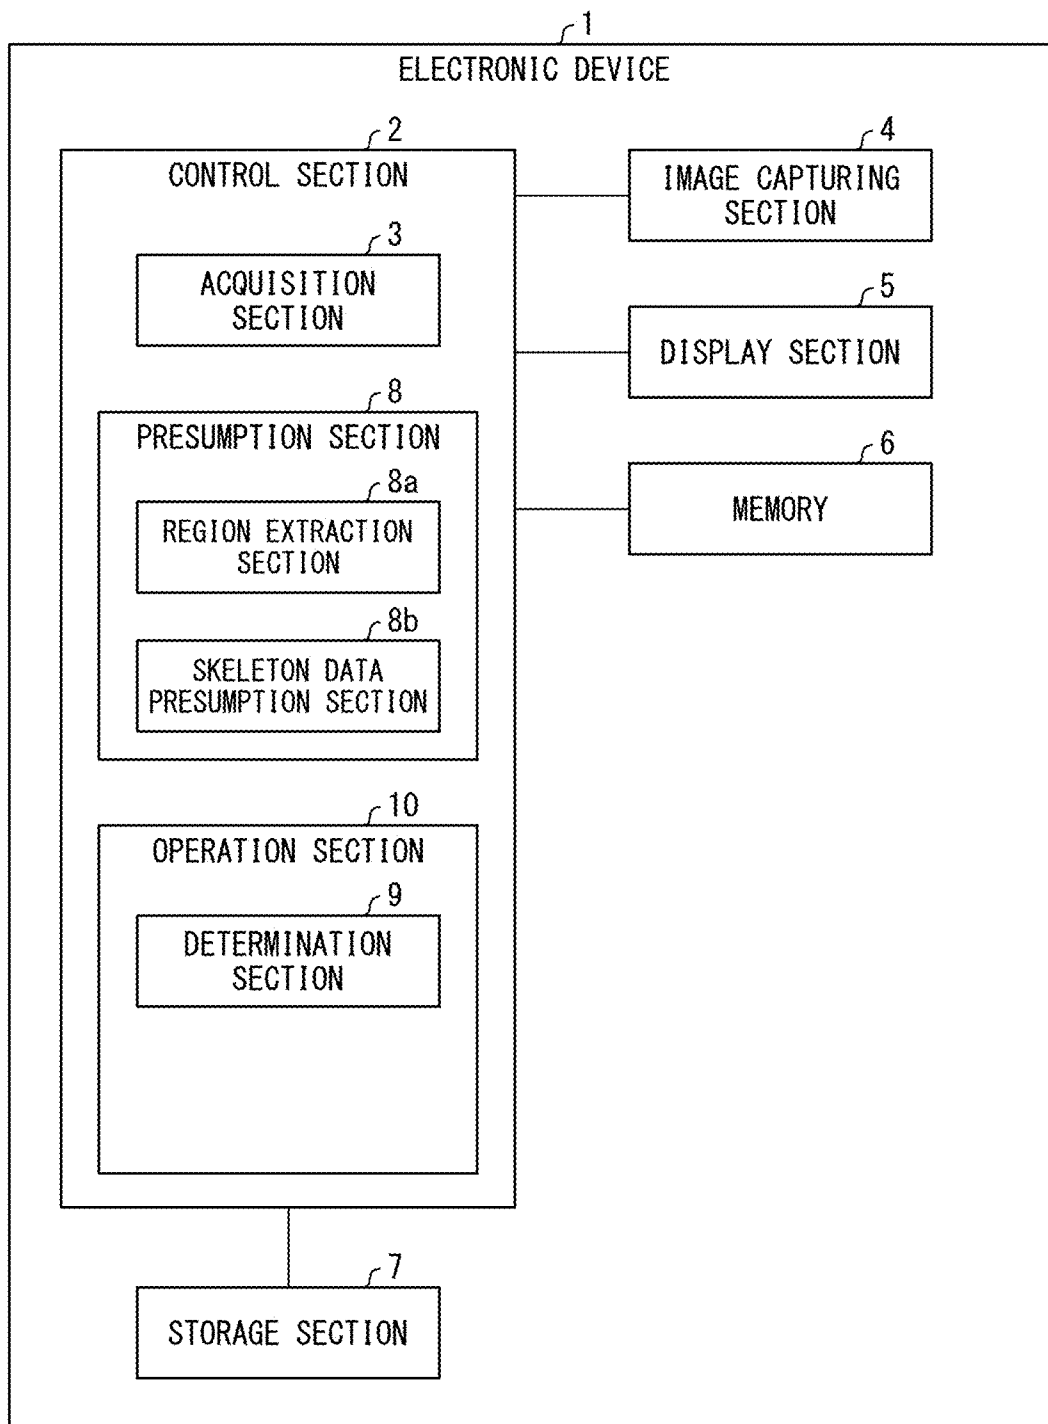 1
ELECTRONIC DEVICE
2
CONTROL SECTION
3
ACQUISITION
SECTION
8
PRESUMPTION SECTION
8a
REGION EXTRACTION
SECTION
8b
SKELETON DATA
PRESUMPTION SECTION
10
OPERATION SECTION
9
DETERMINATION
SECTION
4
IMAGE CAPTURING
SECTION
5
DISPLAY SECTION
6
MEMORY
7
STORAGE SECTION